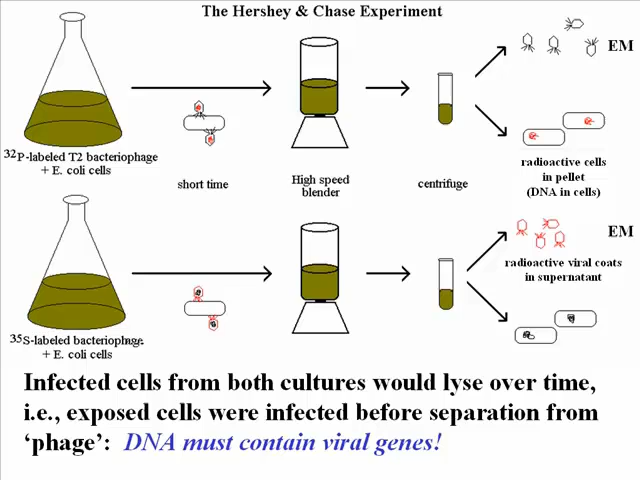 The Hershey & Chase Experiment
EM
32P-labeled T2 bacteriophage
+ E. coli cells
short time
High speed
blender
centrifuge
radioactive cells
in pellet
(DNA in cells)
EM
radioactive viral coats
in supernatant
35S-labeled bacteriophage
+ E. coli cells
Infected cells from both cultures would lyse over time,
i.e., exposed cells were infected before separation from
‘phage’: DNA must contain viral genes!